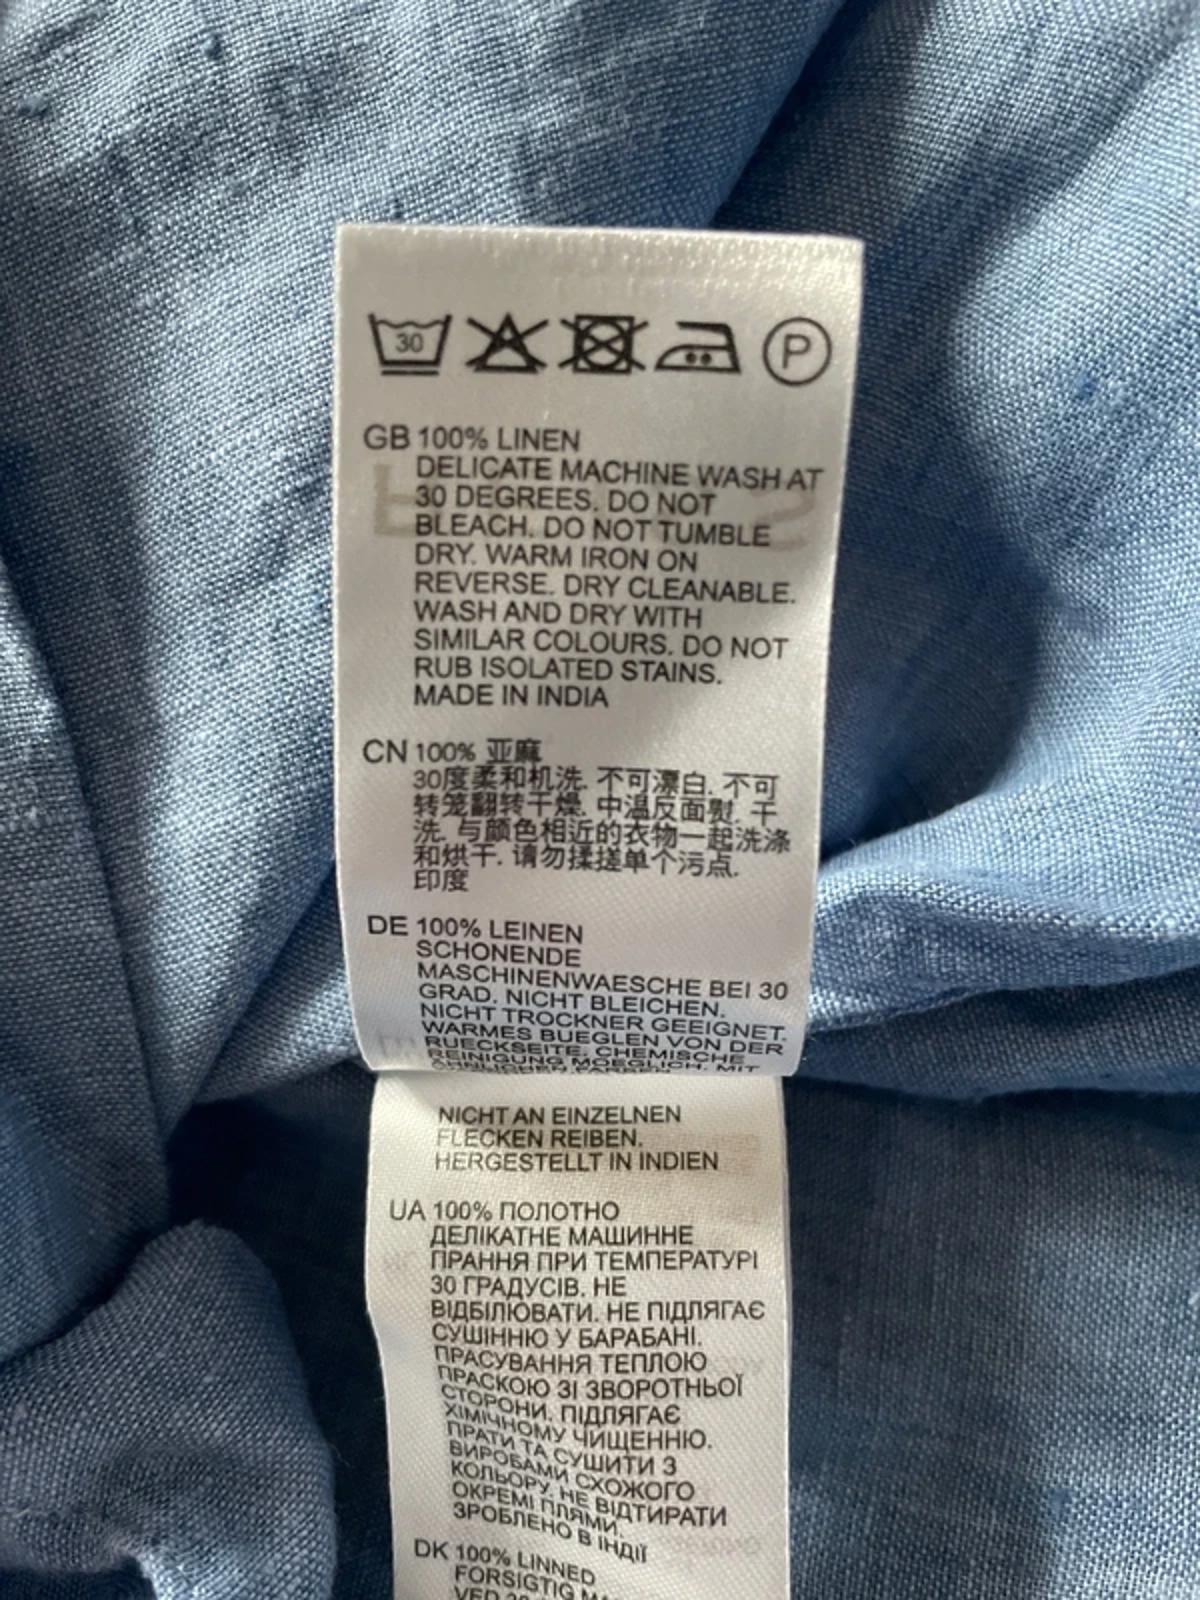 30
P
GB 100% LINEN
DELICATE MACHINE WASH AT
30 DEGREES. DO NOT
BLEACH. DO NOT TUMBLE
DRY. WARM IRON ON
REVERSE. DRY CLEANABLE.
WASH AND DRY WITH
SIMILAR COLOURS. DO NOT
RUB ISOLATED STAINS.
MADE IN INDIA
CN 100% 亚麻
30度柔和机洗. 不可漂白. 不可
转笼翻转干燥. 中温反面熨. 干
洗. 与颜色相近的衣物一起洗涤
和烘干. 请勿揉搓单个污点.
印度
DE 100% LEINEN
SCHONENDE
MASCHINENWAESCHE BEI 30
GRAD. NICHT BLEICHEN.
NICHT TROCKNER GEEIGNET.
WARMES BUEGLEN VON DER
RUECKSEITE. CHEMISCHE
REINIGUNG MOEGLICH. MIT
NICHT AN EINZELNEN
FLECKEN REIBEN.
HERGESTELLT IN INDIEN
UA 100% ПОЛОТНО
ДЕЛІКАТНЕ МАШИННЕ
ПРАННЯ ПРИ ТЕМПЕРАТУРІ
30 ГРАДУСІВ. НЕ
ВІДБІЛЮВАТИ. НЕ ПІДЛЯГАЄ
СУШІННЮ У БАРАБАНІ.
ПРАСУВАННЯ ТЕПЛОЮ
ПРАСКОЮ ЗІ ЗВОРОТНЬОЇ
СТОРОНИ. ПІДЛЯГАЄ
ХІМІЧНОМУ ЧИЩЕННЮ.
ПРАТИ ТА СУШИТИ З
ВИРОБАМИ СХОЖОГО
КОЛЬОРУ. НЕ ВІДТИРАТИ
ОКРЕМІ ПЛЯМИ.
ЗРОБЛЕНО В ІНДІЇ
DK 100% LINNED
FORSIGTIG
VED